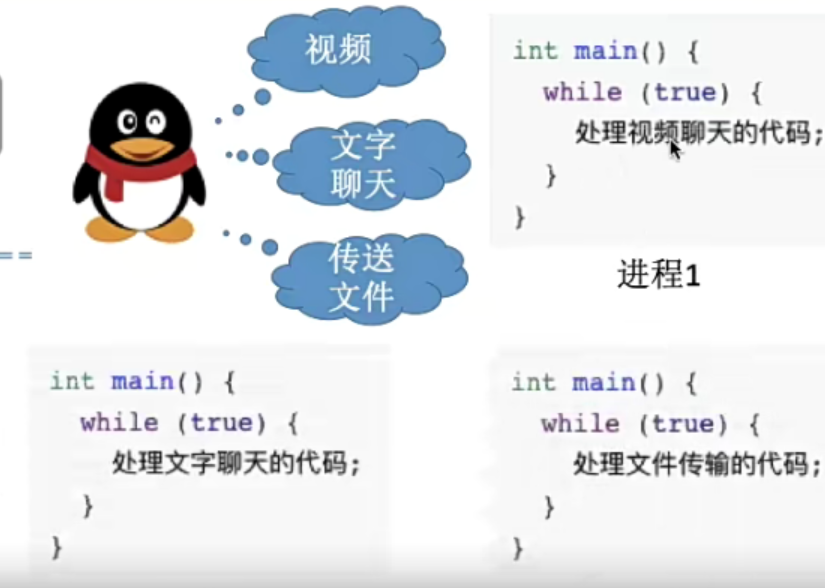 视频
文字
聊天
传送
文件
==
int main() {
while (true) {
处理视频聊天的代码;
}
}
进程1
int main() {
while (true) {
处理文字聊天的代码;
}
}
int main() {
while (true) {
处理文件传输的代码;
}
}